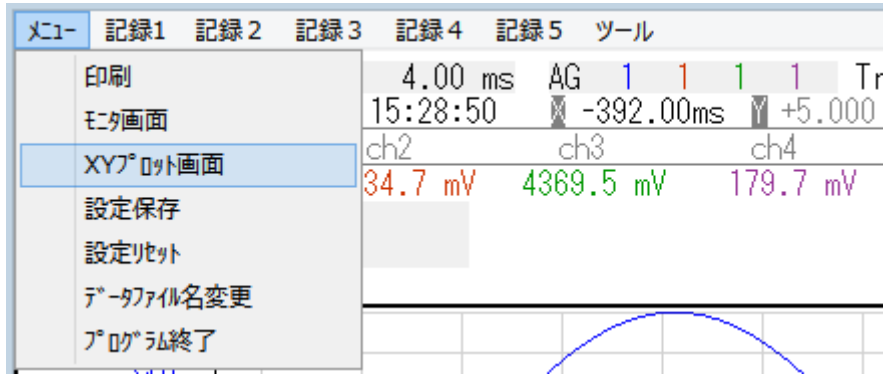 ﾒﾆｭｰ 記録1 記録２ 記録３ 記録４ 記録５ ツール
印刷
ﾓﾆﾀ画面
XYﾌﾟﾛｯﾄ画面
設定保存
設定ﾘｾｯﾄ
ﾃﾞｰﾀﾌｧｲﾙ名変更
ﾌﾟﾛｸﾞﾗﾑ終了
4.00 ms AG 1 1 1 1 Tr
15:28:50 X -392.00ms Y +5.000
ch2 ch3 ch4
34.7 mV 4369.5 mV 179.7 mV